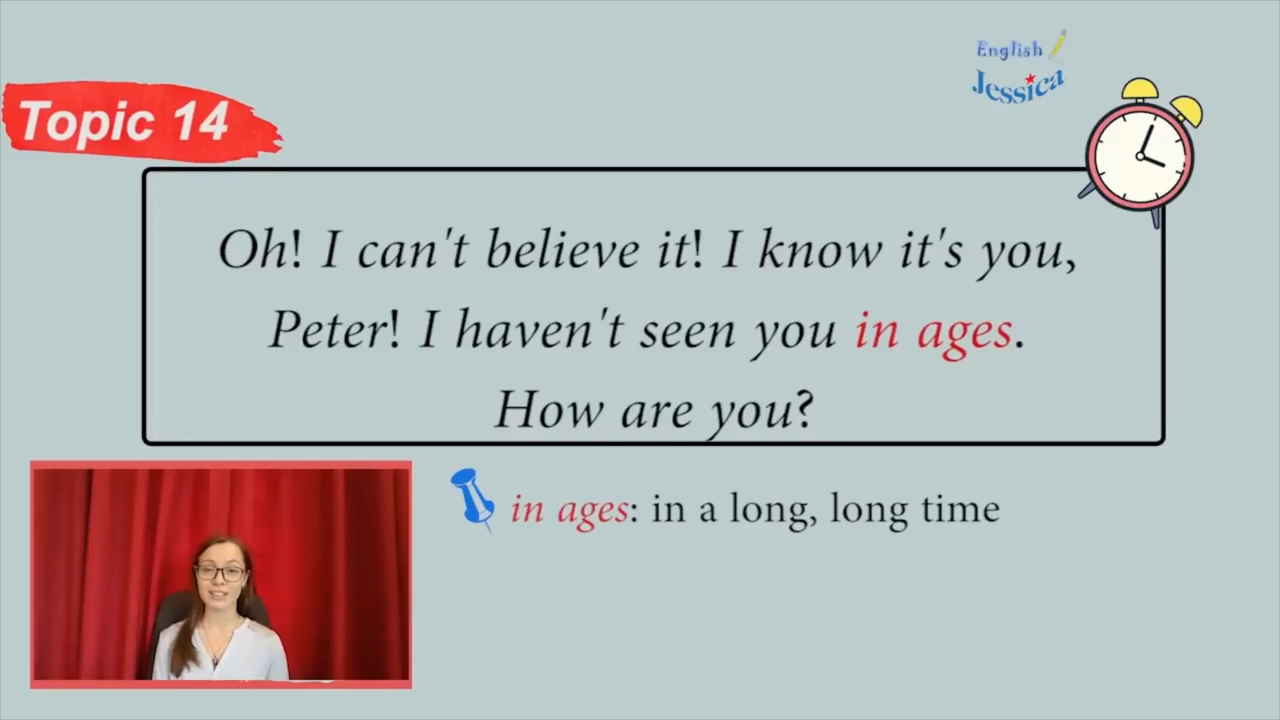 English
Jessica
Topic 14
Oh! I can't believe it! I know it's you,
Peter! I haven't seen you in ages.
How are you?
in ages: in a long, long time